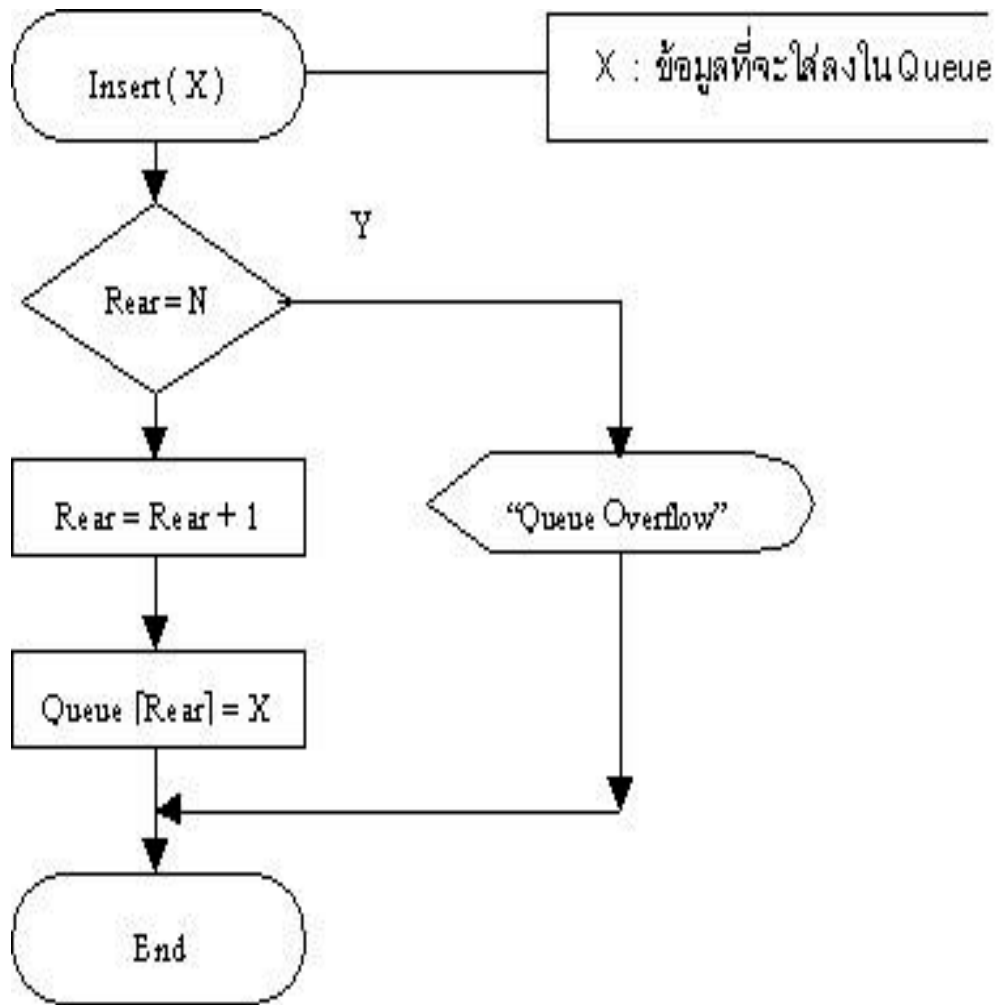 Insert ( X )
X : ข้อมูลที่จะใส่ลงใน Queue
Y
Rear = N
Rear = Rear + 1
“Queue Overflow”
Queue [Rear] = X
End